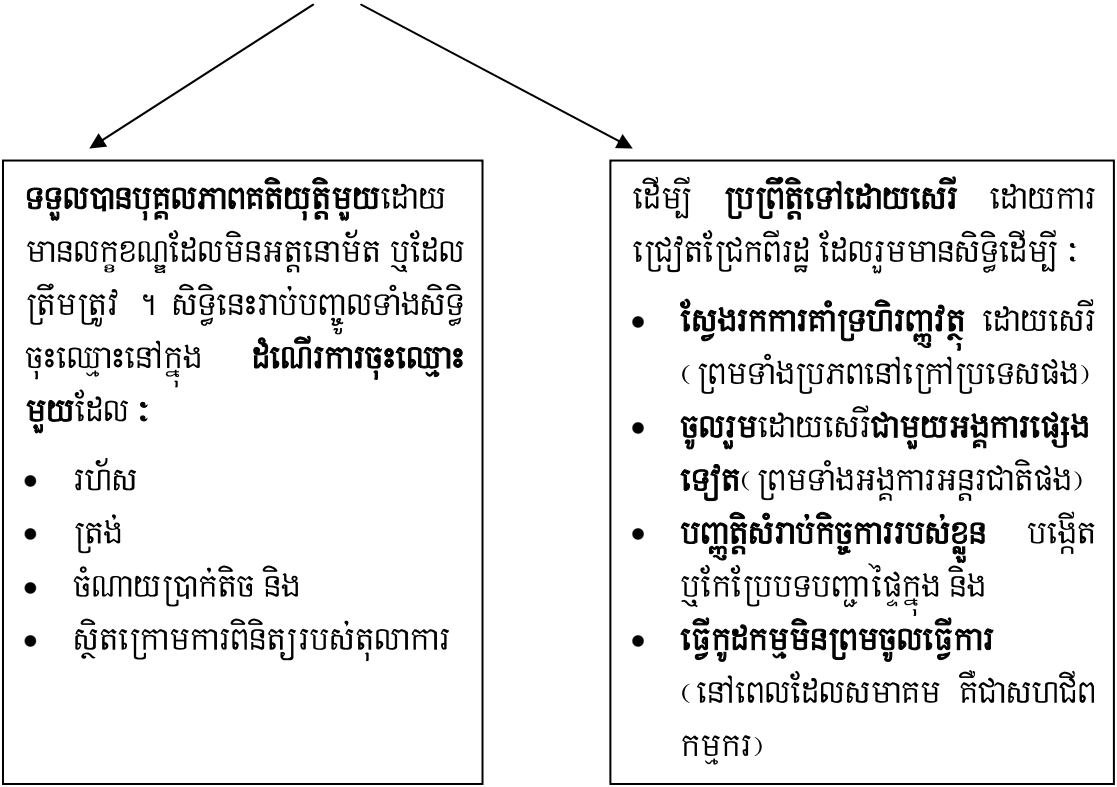 ទទួលបានបុគ្គលភាពគតិយុត្តិមួយដោយ
មានលក្ខខណ្ឌដែលមិនអត្តនោម័ត ឬដែល
ត្រឹមត្រូវ ។ សិទ្ធិនេះរាប់បញ្ចូលទាំងសិទ្ធិ
ចុះឈ្មោះនៅក្នុង ដំណើរការចុះឈ្មោះ
មួយដែល ៈ
• រហ័ស
• ត្រង់
• ចំណាយប្រាក់តិច និង
• ស្ថិតក្រោមការពិនិត្យរបស់តុលាការ
ដើម្បី ប្រព្រឹត្តិទៅដោយសេរី ដោយការ
ជ្រៀតជ្រែកពីរដ្ឋ ដែលរួមមានសិទ្ធិដើម្បី ៈ
• ស្វែងរកការគាំទ្រហិរញ្ញវត្ថុ ដោយសេរី
(ព្រមទាំងប្រភពនៅក្រៅប្រទេសផង)
• ចូលរួមដោយសេរីជាមួយអង្គការផ្សេង
ទៀត(ព្រមទាំងអង្គការអន្តរជាតិផង)
• បញ្ញត្តិសំរាប់កិច្ចការរបស់ខ្លួន បង្កើត
ឬកែប្រែបទបញ្ជាផ្ទៃក្នុង និង
• ធ្វើកូដកម្មមិនព្រមចូលធ្វើការ
(នៅពេលដែលសមាគម គឺជាសហជីព
កម្មករ)